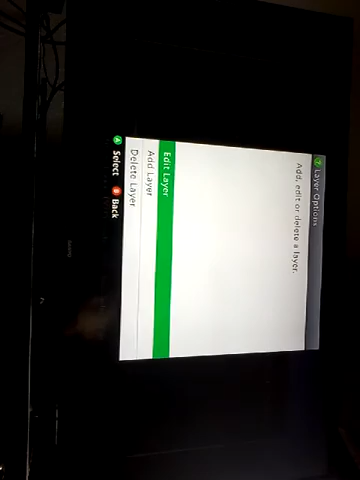 Y Layer Options
Add, edit or delete a layer.
Edit Layer
Add Layer
Delete Layer
A Select B Back